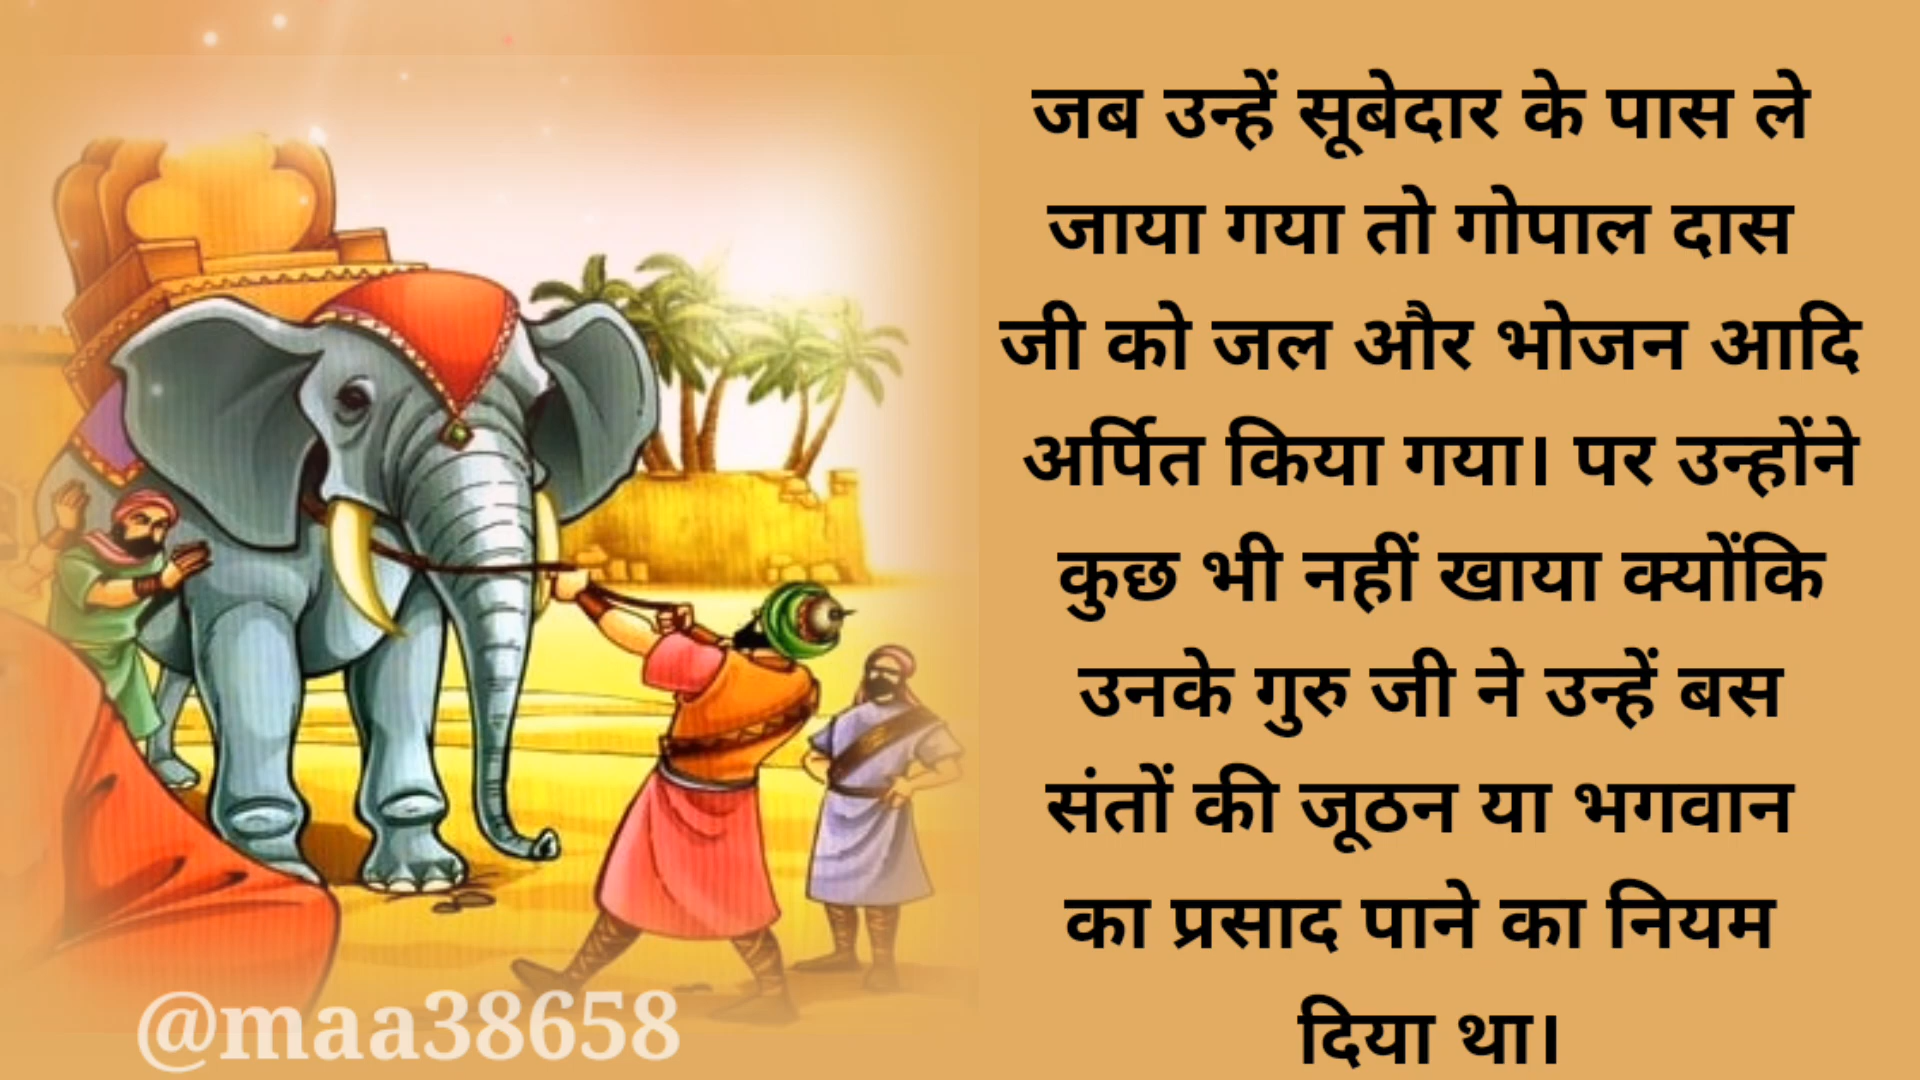 जब उन्हें सूबेदार के पास ले
जाया गया तो गोपाल दास
जी को जल और भोजन आदि
अर्पित किया गया। पर उन्होंने
कुछ भी नहीं खाया क्योंकि
उनके गुरु जी ने उन्हें बस
संतों की जूठन या भगवान
का प्रसाद पाने का नियम
दिया था।
@maa38658